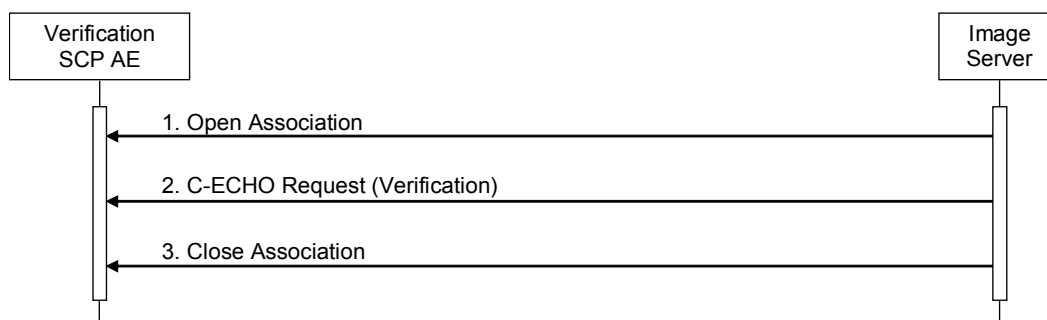 Verification
SCP AE
Image
Server
1. Open Association
2. C-ECHO Request (Verification)
3. Close Association